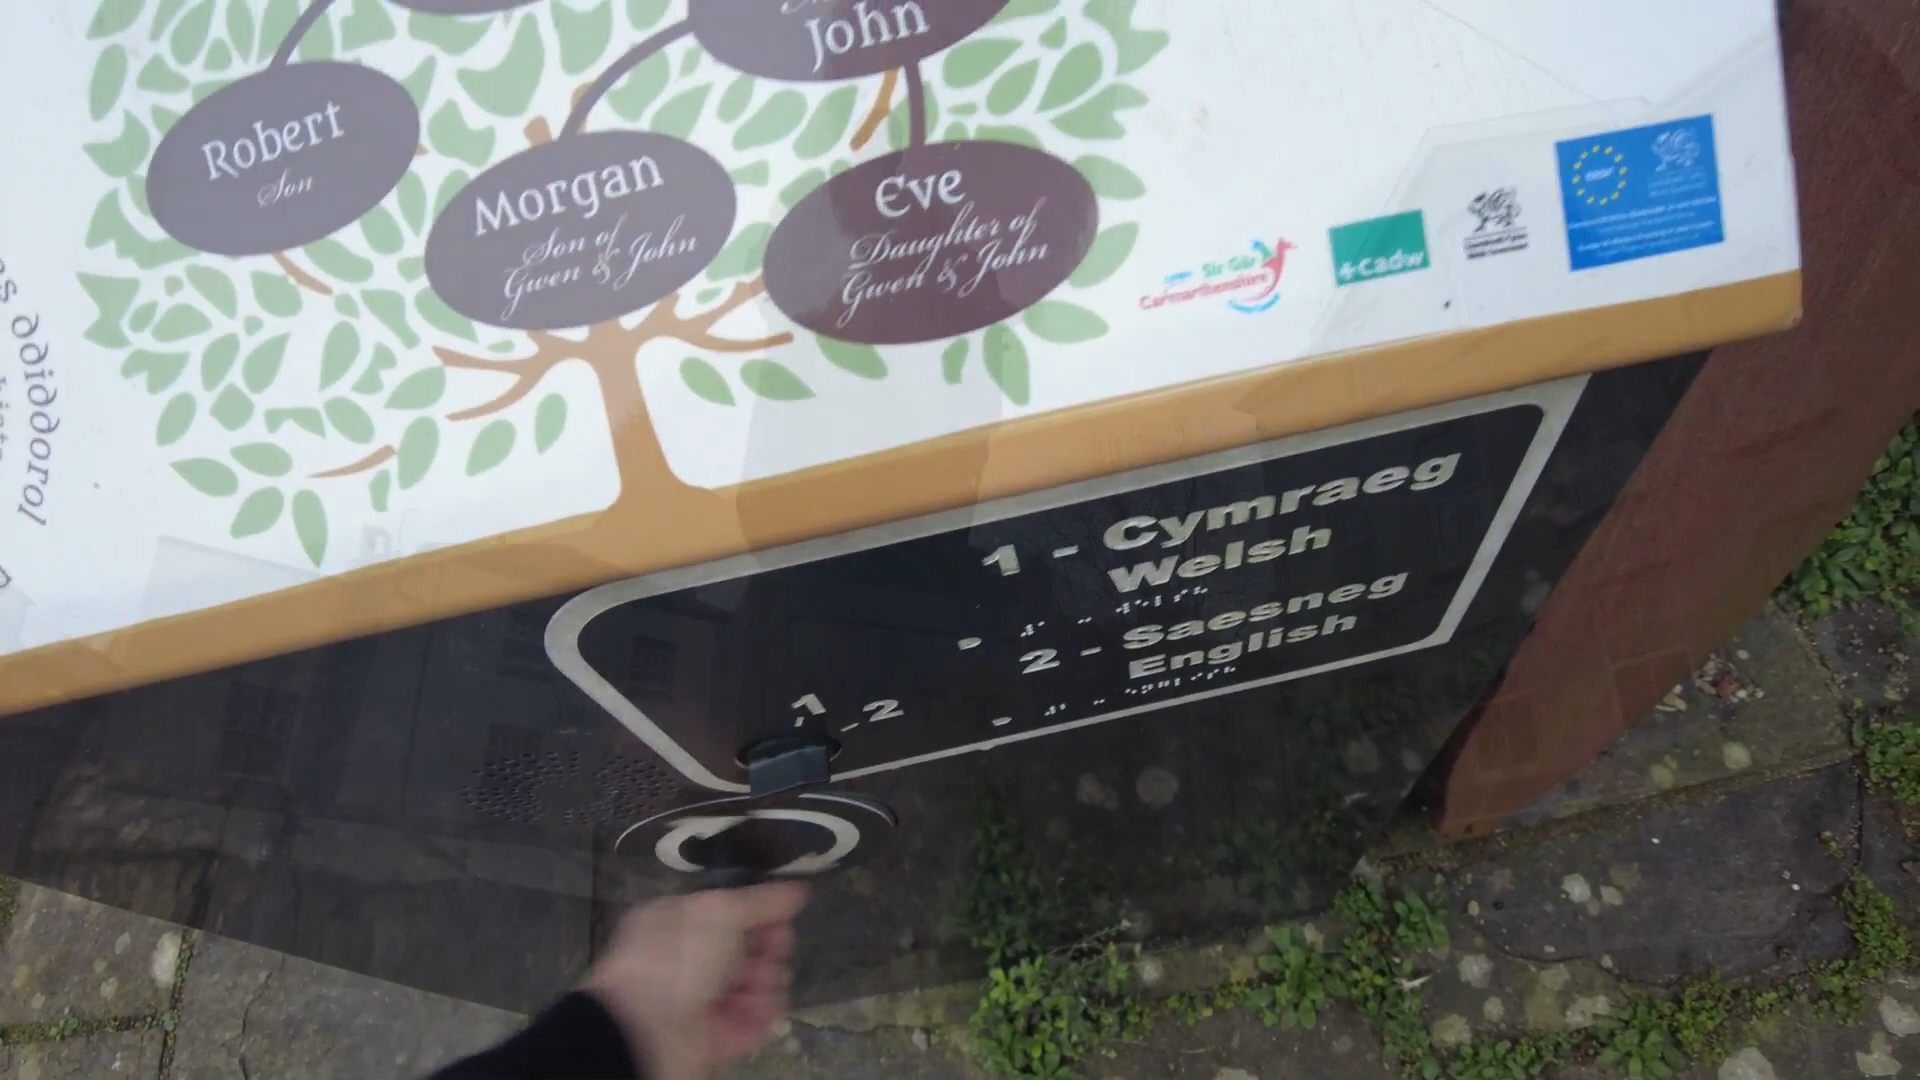 John
Robert
Son
Morgan
Son of
Gwen & John
Eve
Daughter of
Gwen & John
Sir Gâr
Carmarthenshire
Cadw
diddorol
1 - Cymraeg
Welsh
2 - Saesneg
English
1
2